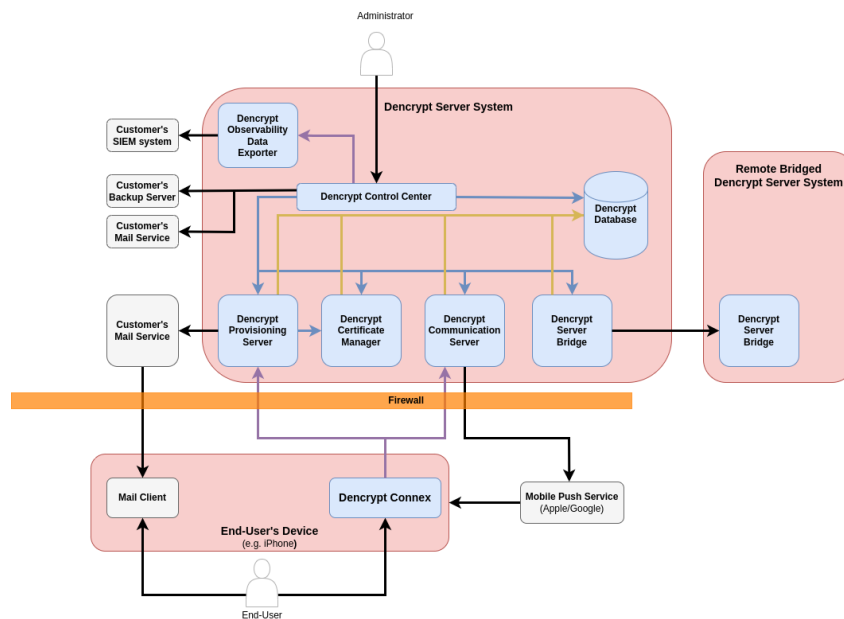 Administrator
Dencrypt Server System
Dencrypt
Observability
Data
Exporter
Customer's
SIEM system
Customer's
Backup Server
Customer's
Mail Service
Dencrypt Control Center
Dencrypt
Database
Remote Bridged
Dencrypt Server System
Customer's
Mail Service
Dencrypt
Provisioning
Server
Dencrypt
Certificate
Manager
Dencrypt
Communication
Server
Dencrypt
Server
Bridge
Dencrypt
Server
Bridge
Firewall
Mail Client
Dencrypt Connex
Mobile Push Service
(Apple/Google)
End-User's Device
(e.g. iPhone)
End-User